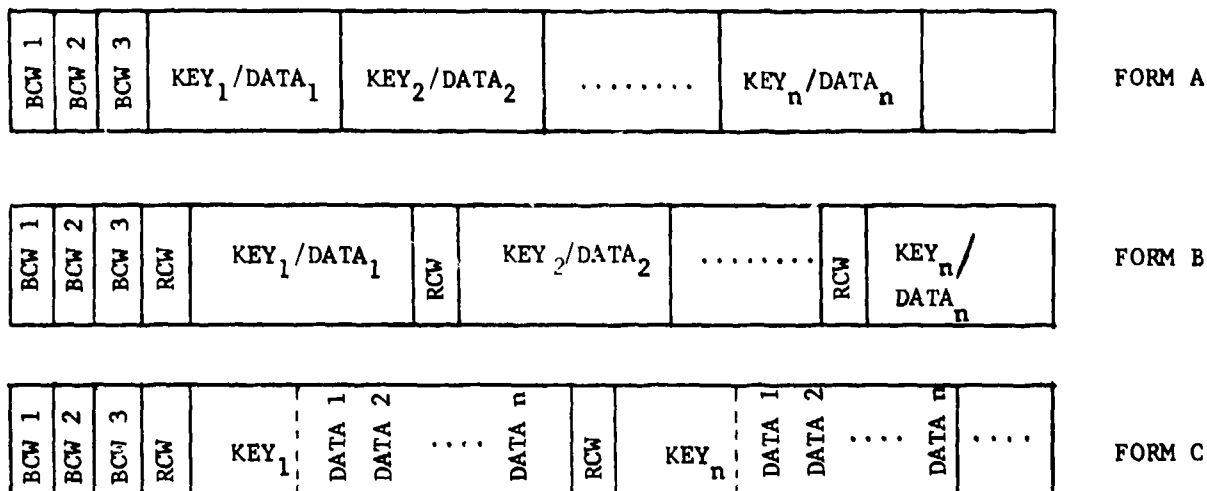 BCW 1 BCW 2 BCW 3 KEY₁/DATA₁ KEY₂/DATA₂ ........ KEYₙ/DATAₙ FORM A
BCW 1 BCW 2 BCW 3 RCW KEY₁/DATA₁ RCW KEY₂/DATA₂ ........ RCW KEYₙ/ FORM B
DATAₙ
BCW 1 BCW 2 BCW 3 RCW KEY₁ DATA 1 DATA 2 .... DATA n RCW KEYₙ DATA 1 DATA 2 .... DATA n .... FORM C